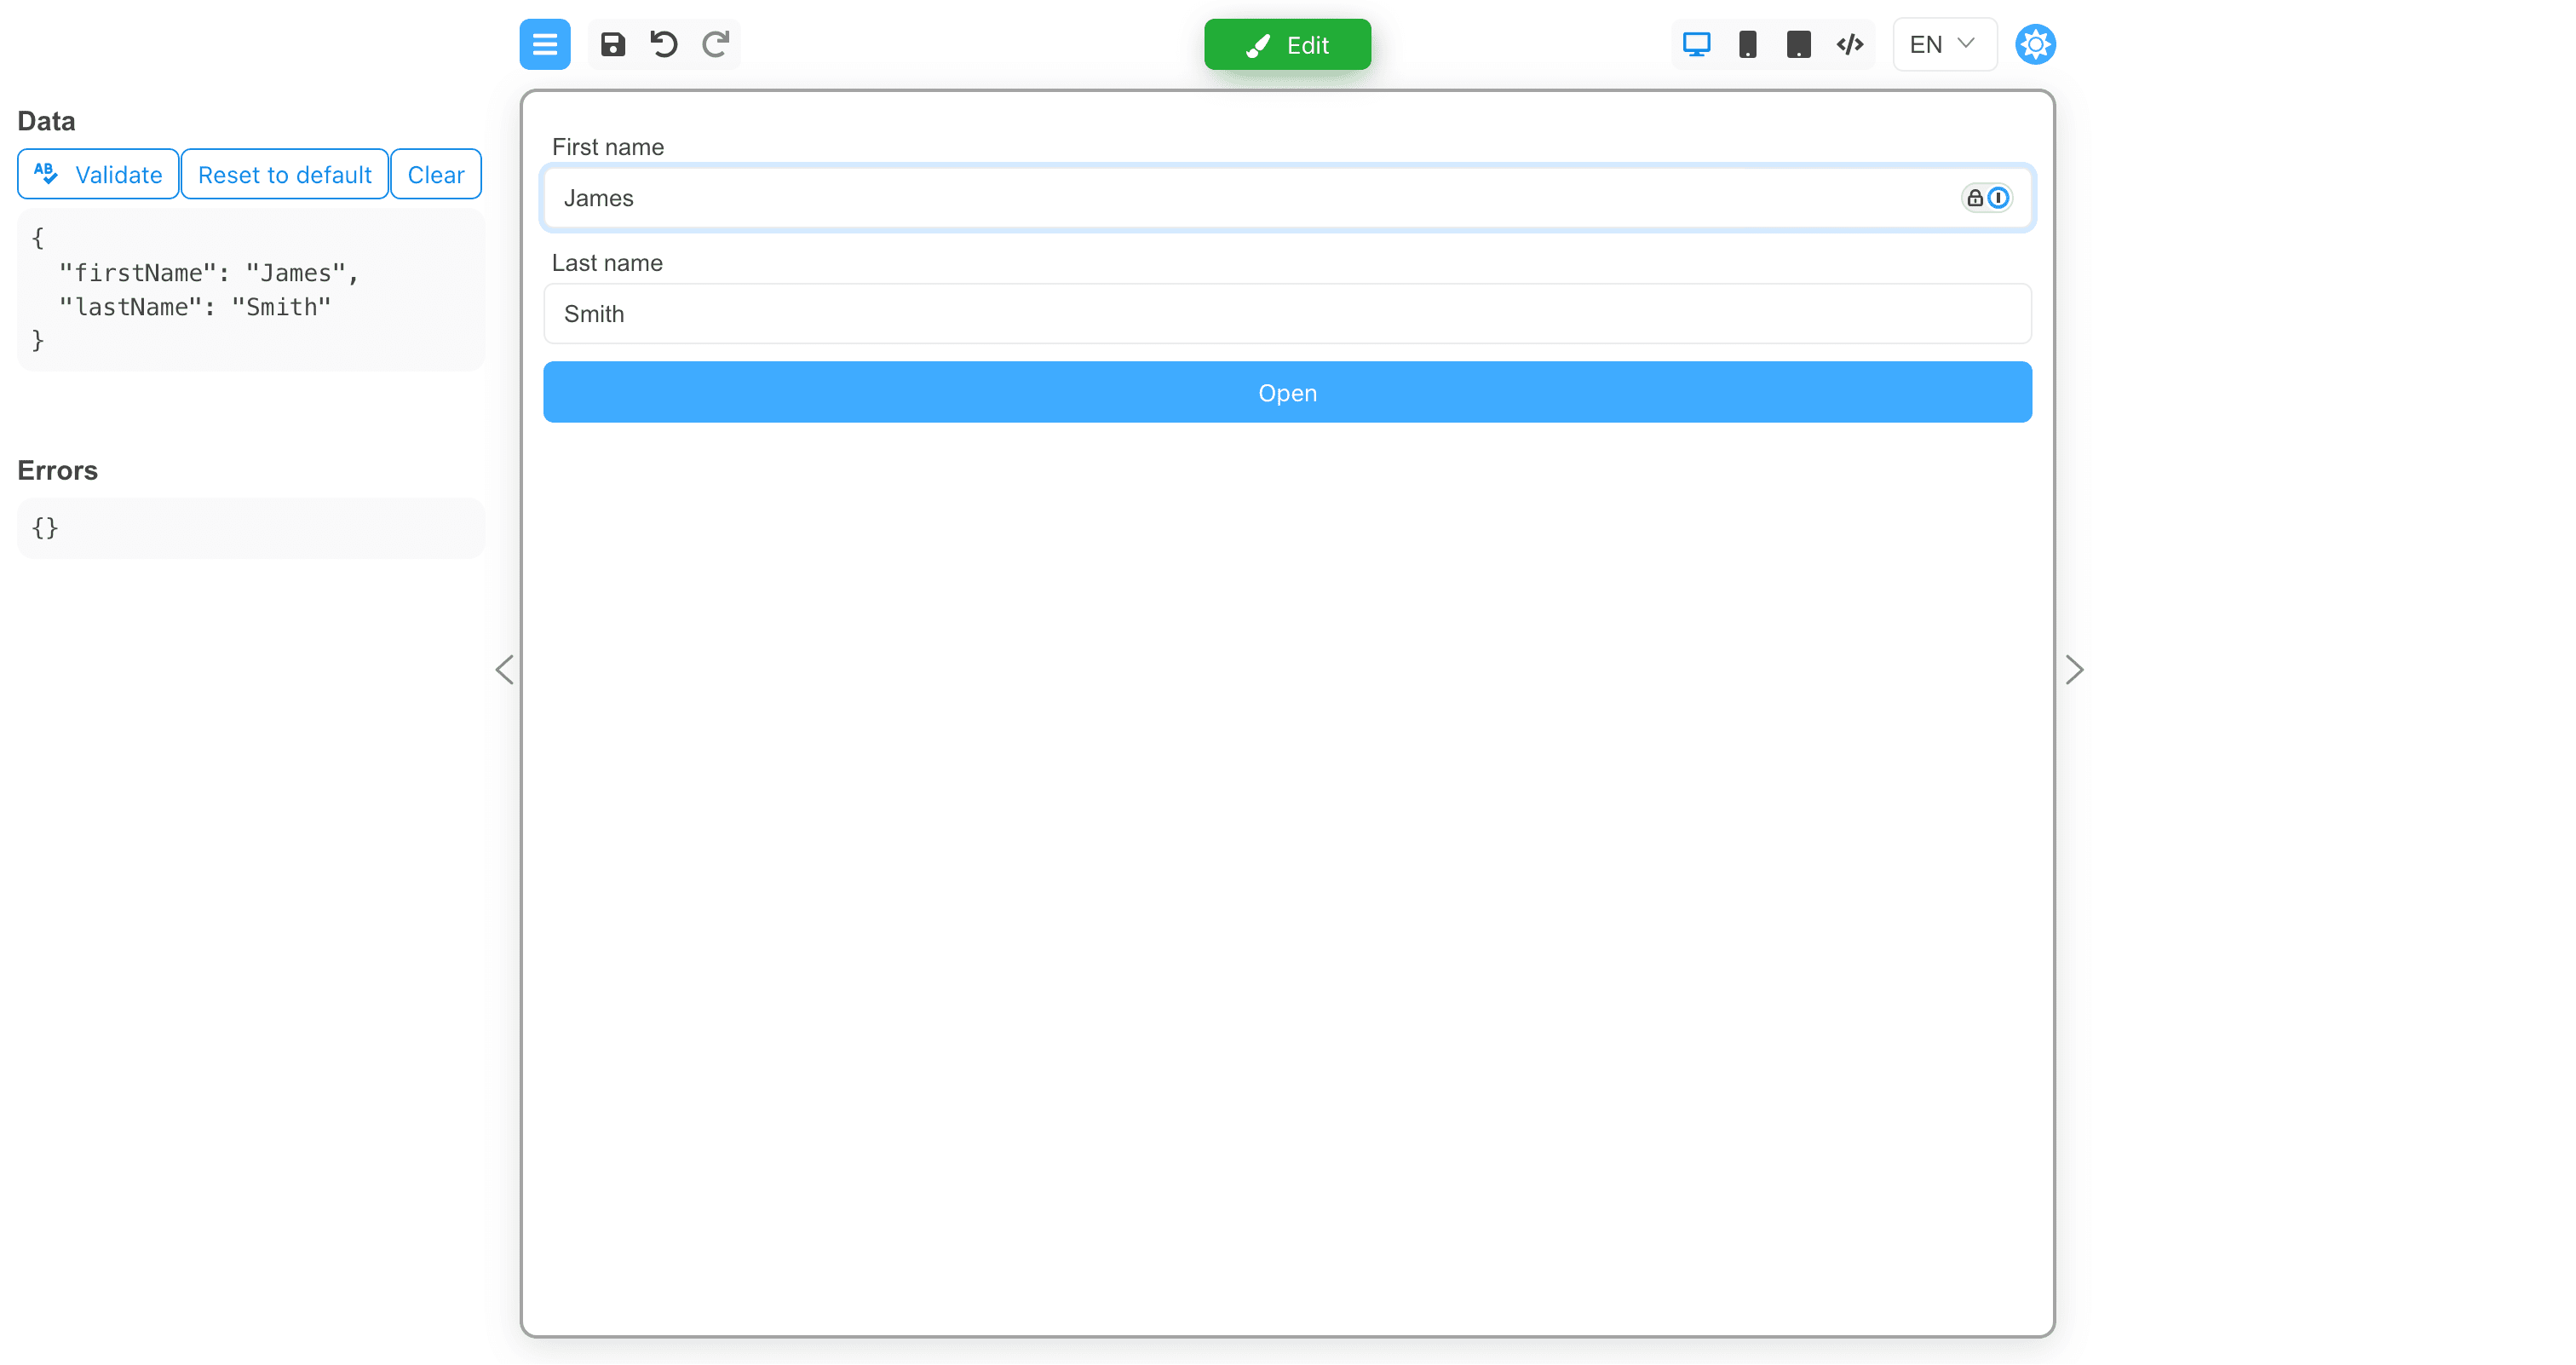 Edit
EN
Data
Validate
Reset to default
Clear
{
"firstName": "James",
"lastName": "Smith"
}
Errors
{}
First name
James
Last name
Smith
Open